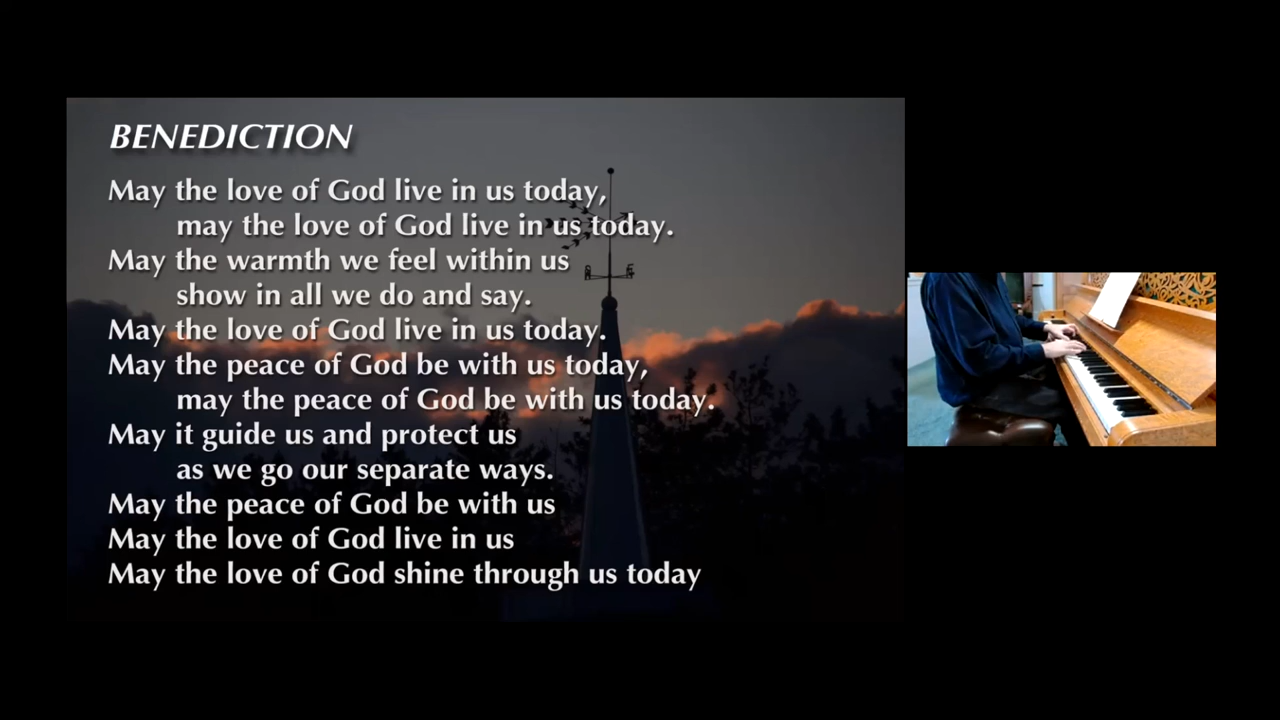 BENEDICTION
May the love of God live in us today,
may the love of God live in us today.
May the warmth we feel within us
show in all we do and say.
May the love of God live in us today.
May the peace of God be with us today,
may the peace of God be with us today.
May it guide us and protect us
as we go our separate ways.
May the peace of God be with us
May the love of God live in us
May the love of God shine through us today